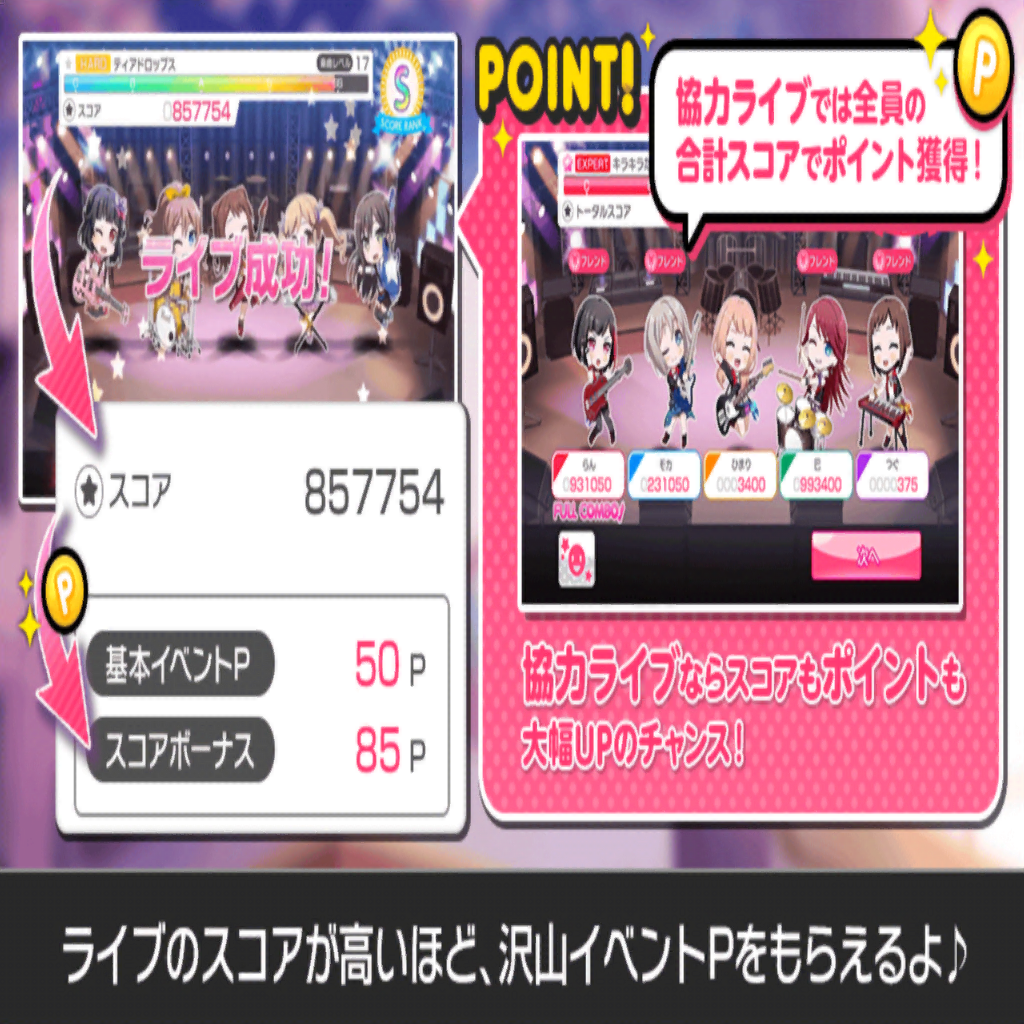 HARD ティアドロップス
楽曲レベル 17
C B A S
スコア 0857754
S
SCORE RANK
ライブ成功!
スコア 857754
P
基本イベントP 50 P
スコアボーナス 85 P
POINT!
P
協力ライブでは全員の
合計スコアでポイント獲得!
EXPERT キラキラ
C
トータルスコア
フレンド フレンド フレンド フレンド
らん モカ ひまり 巴 つぐ
0931050 0231050 0003400 0993400 0000375
FULL COMBO!
次へ
協力ライブならスコアもポイントも
大幅UPのチャンス!
ライブのスコアが高いほど、沢山イベントPをもらえるよ♪